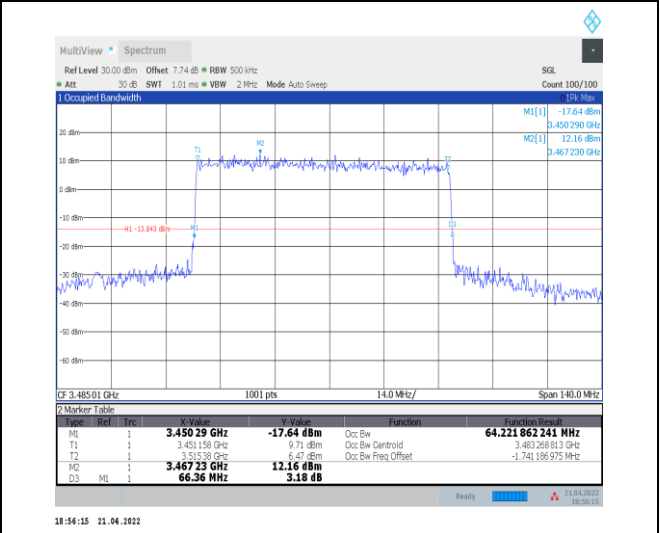 MultiView Spectrum
Ref Level 30.00 dBm Offset 7.74 dB RBW 500 kHz SGL
Att 30 dB SWT 1.01 ms VBW 2 MHz Mode Auto Sweep Count 100/100
1 Occupied Bandwidth 1Pk Max
M1[1] -17.64 dBm
3.450 290 GHz
M2[1] 12.16 dBm
3.467 230 GHz
20 dBm
M2
T1
T2
10 dBm
0 dBm
-10 dBm
H1 -13.843 dBm
M1
D3
-20 dBm
-30 dBm
-40 dBm
-50 dBm
-60 dBm
CF 3.48501 GHz 1001 pts 14.0 MHz/ Span 140.0 MHz
2 Marker Table
Type Ref Trc X-Value Y-Value Function Function Result
M1 1 3.450 29 GHz -17.64 dBm Occ Bw 64.221 862 241 MHz
T1 1 3.451 158 GHz 9.71 dBm Occ Bw Centroid 3.483 268 813 GHz
T2 1 3.515 38 GHz 6.47 dBm Occ Bw Freq Offset -1.741 186 975 MHz
M2 1 3.467 23 GHz 12.16 dBm
D3 M1 1 66.36 MHz 3.18 dB
Ready 21.04.2022
18:56:15
18:56:15 21.04.2022